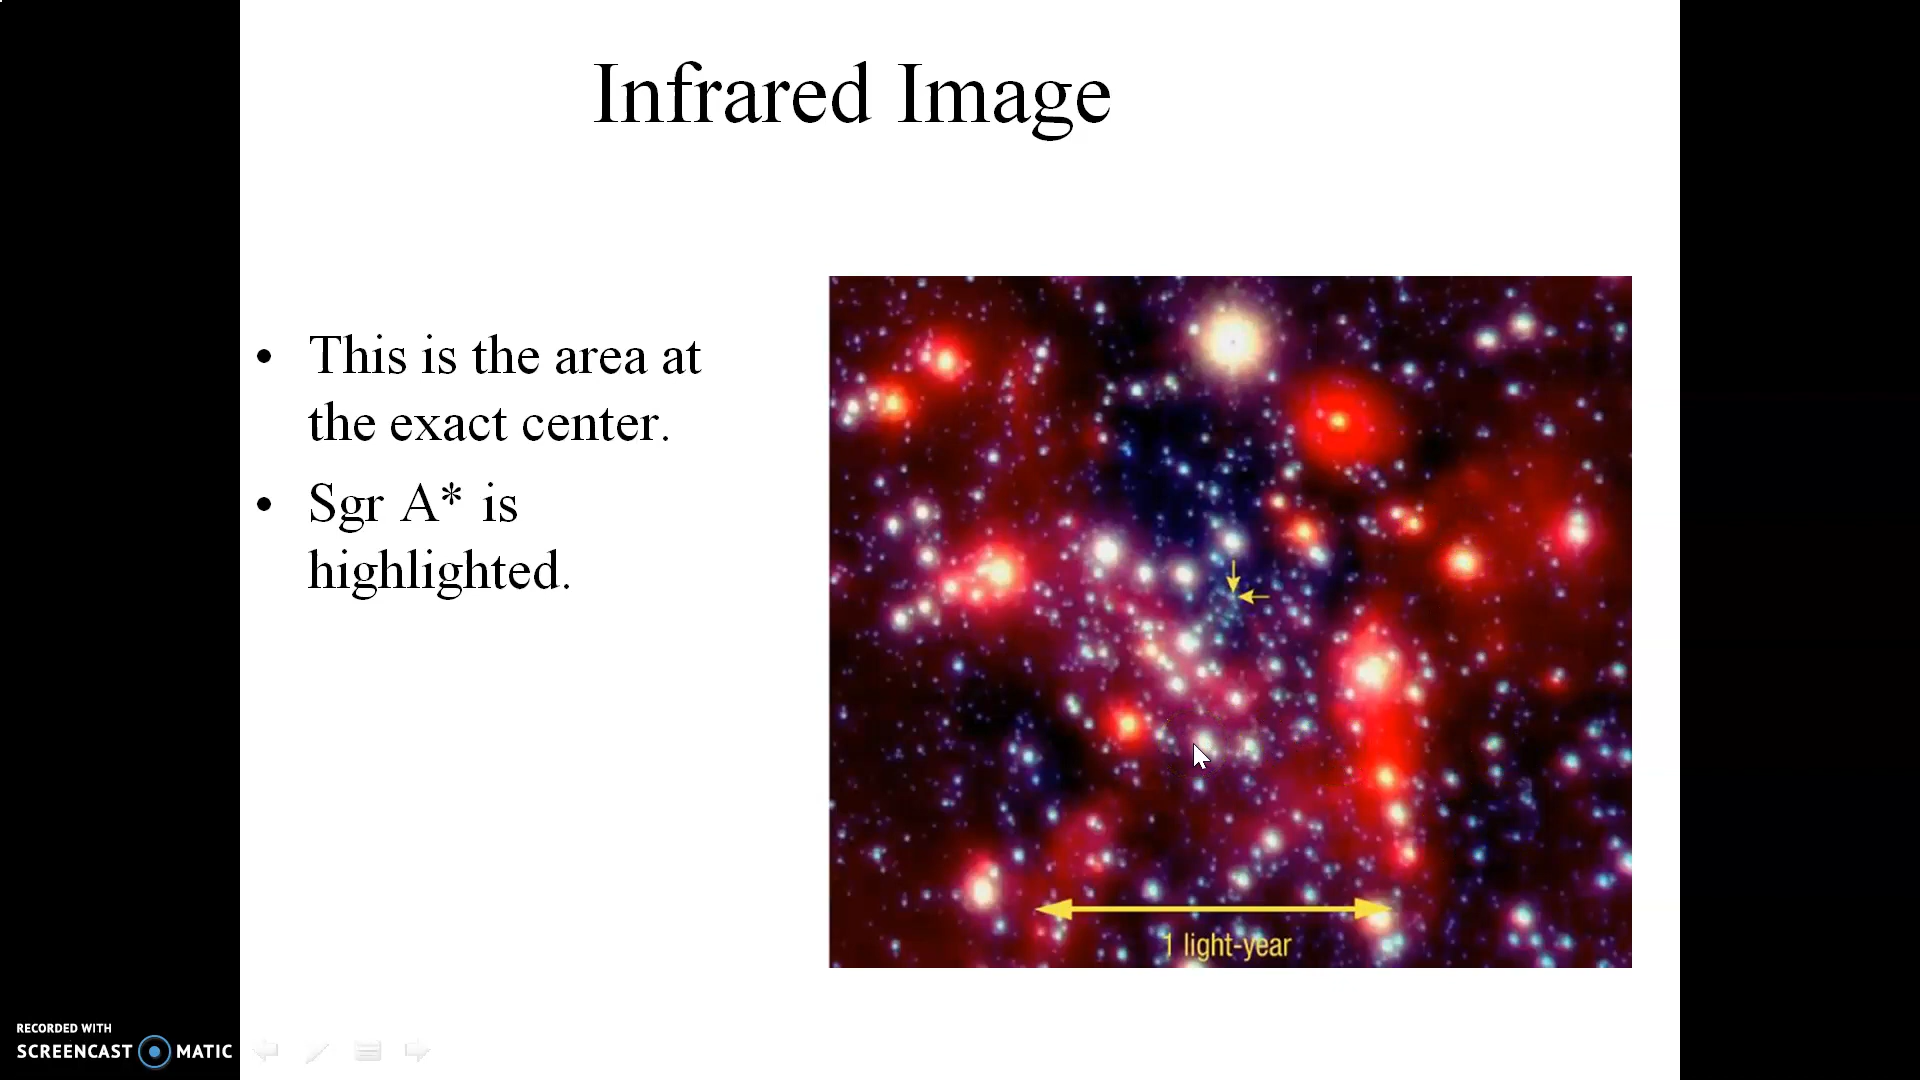 Infrared Image
• This is the area at
the exact center.
• Sgr A* is
highlighted.
1 light-year
RECORDED WITH
SCREENCAST MATIC